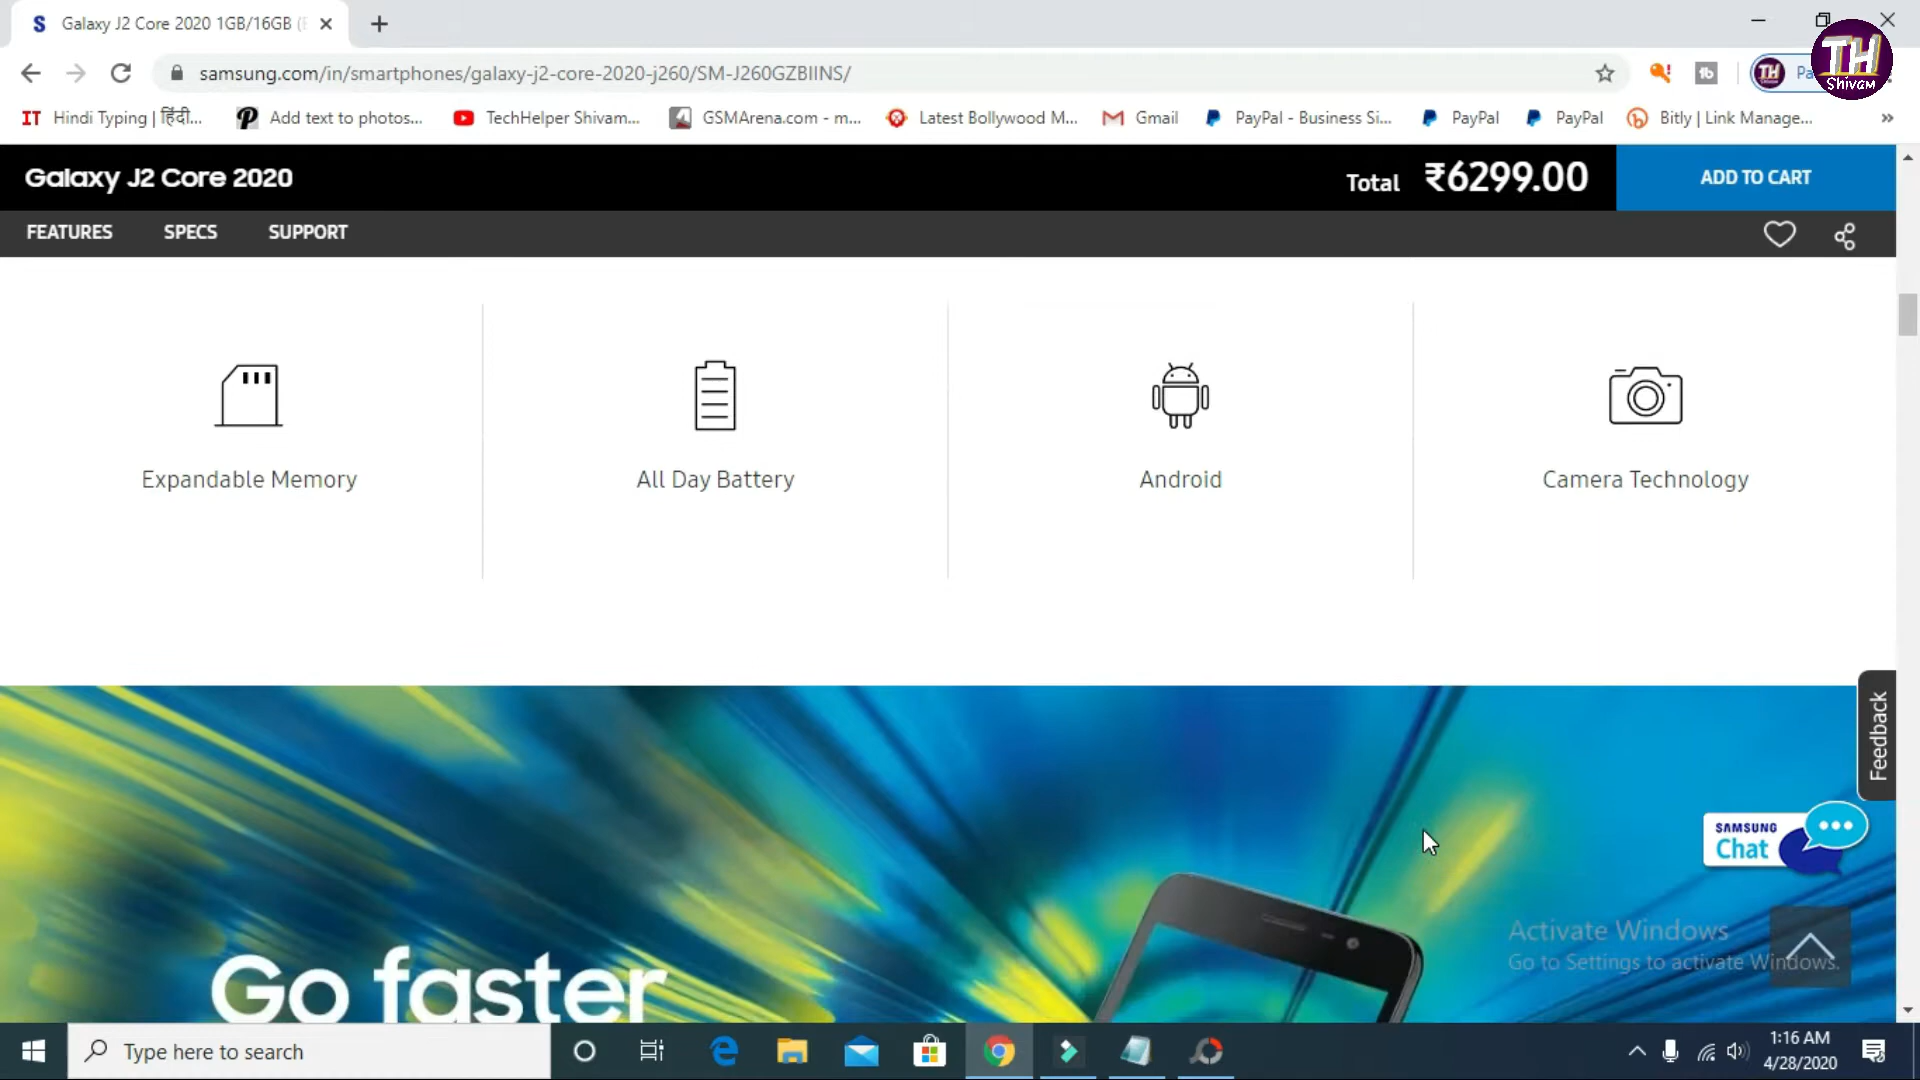 S Galaxy J2 Core 2020 1GB/16GB (
samsung.com/in/smartphones/galaxy-j2-core-2020-j260/SM-J260GZBIINS/
TH Pa
TH
Shivam
IT Hindi Typing | हिंदी... Add text to photos... TechHelper Shivam... GSMArena.com - m... Latest Bollywood M... Gmail PayPal - Business Si... PayPal PayPal Bitly | Link Manage... »
Galaxy J2 Core 2020 Total ₹6299.00 ADD TO CART
FEATURES SPECS SUPPORT
Expandable Memory All Day Battery Android Camera Technology
Feedback
SAMSUNG
Chat
Go faster
Activate Windows
Go to Settings to activate Windows.
Type here to search
1:16 AM
4/28/2020